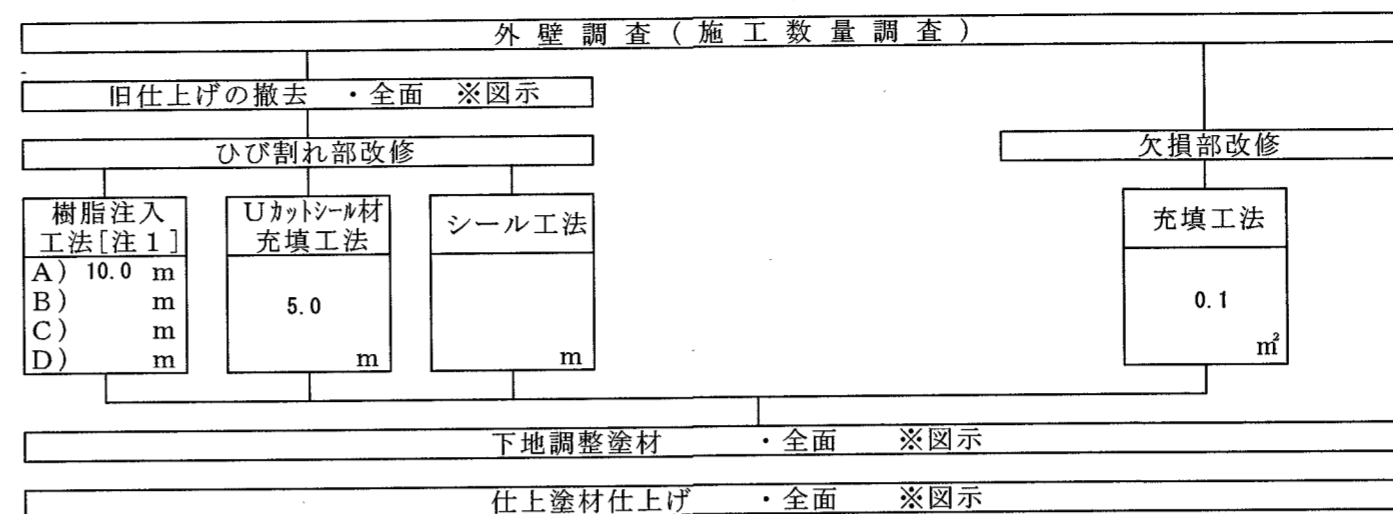 外壁調査(施工数量調査)
旧仕上げの撤去 ・全面 ※図示
ひび割れ部改修
欠損部改修
樹脂注入
工法[注1]
A) 10.0 m
B) m
C) m
D) m
Uカットシール材
充填工法
5.0
m
シール工法
m
充填工法
0.1
㎡
下地調整塗材 ・全面 ※図示
仕上塗材仕上げ ・全面 ※図示